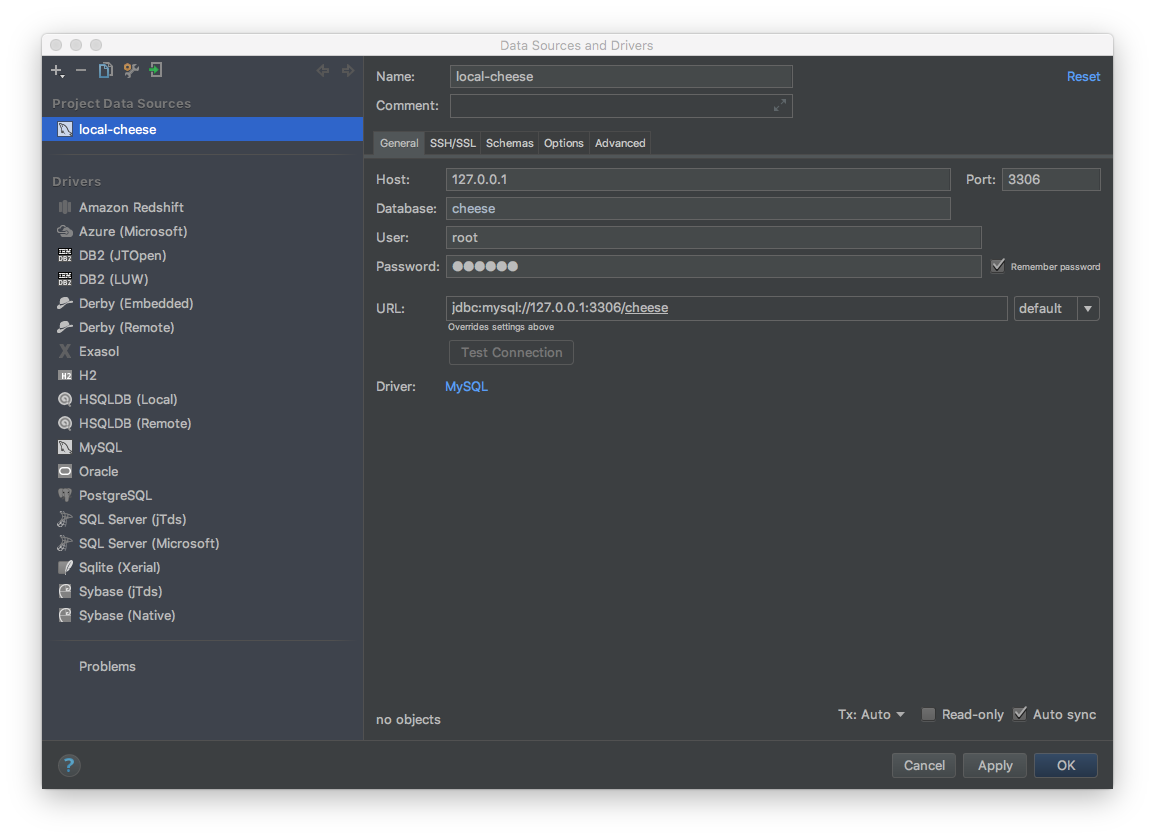 Data Sources and Drivers
Project Data Sources
local-cheese
Drivers
Amazon Redshift
Azure (Microsoft)
DB2 (JTOpen)
DB2 (LUW)
Derby (Embedded)
Derby (Remote)
Exasol
H2
HSQLDB (Local)
HSQLDB (Remote)
MySQL
Oracle
PostgreSQL
SQL Server (jTds)
SQL Server (Microsoft)
Sqlite (Xerial)
Sybase (jTds)
Sybase (Native)
Problems
Name: local-cheese Reset
Comment:
General SSH/SSL Schemas Options Advanced
Host: 127.0.0.1 Port: 3306
Database: cheese
User: root
Password: ●●●●●● Remember password
URL: jdbc:mysql://127.0.0.1:3306/cheese default
Overrides settings above
Test Connection
Driver: MySQL
no objects Tx: Auto Read-only Auto sync
? Cancel Apply OK